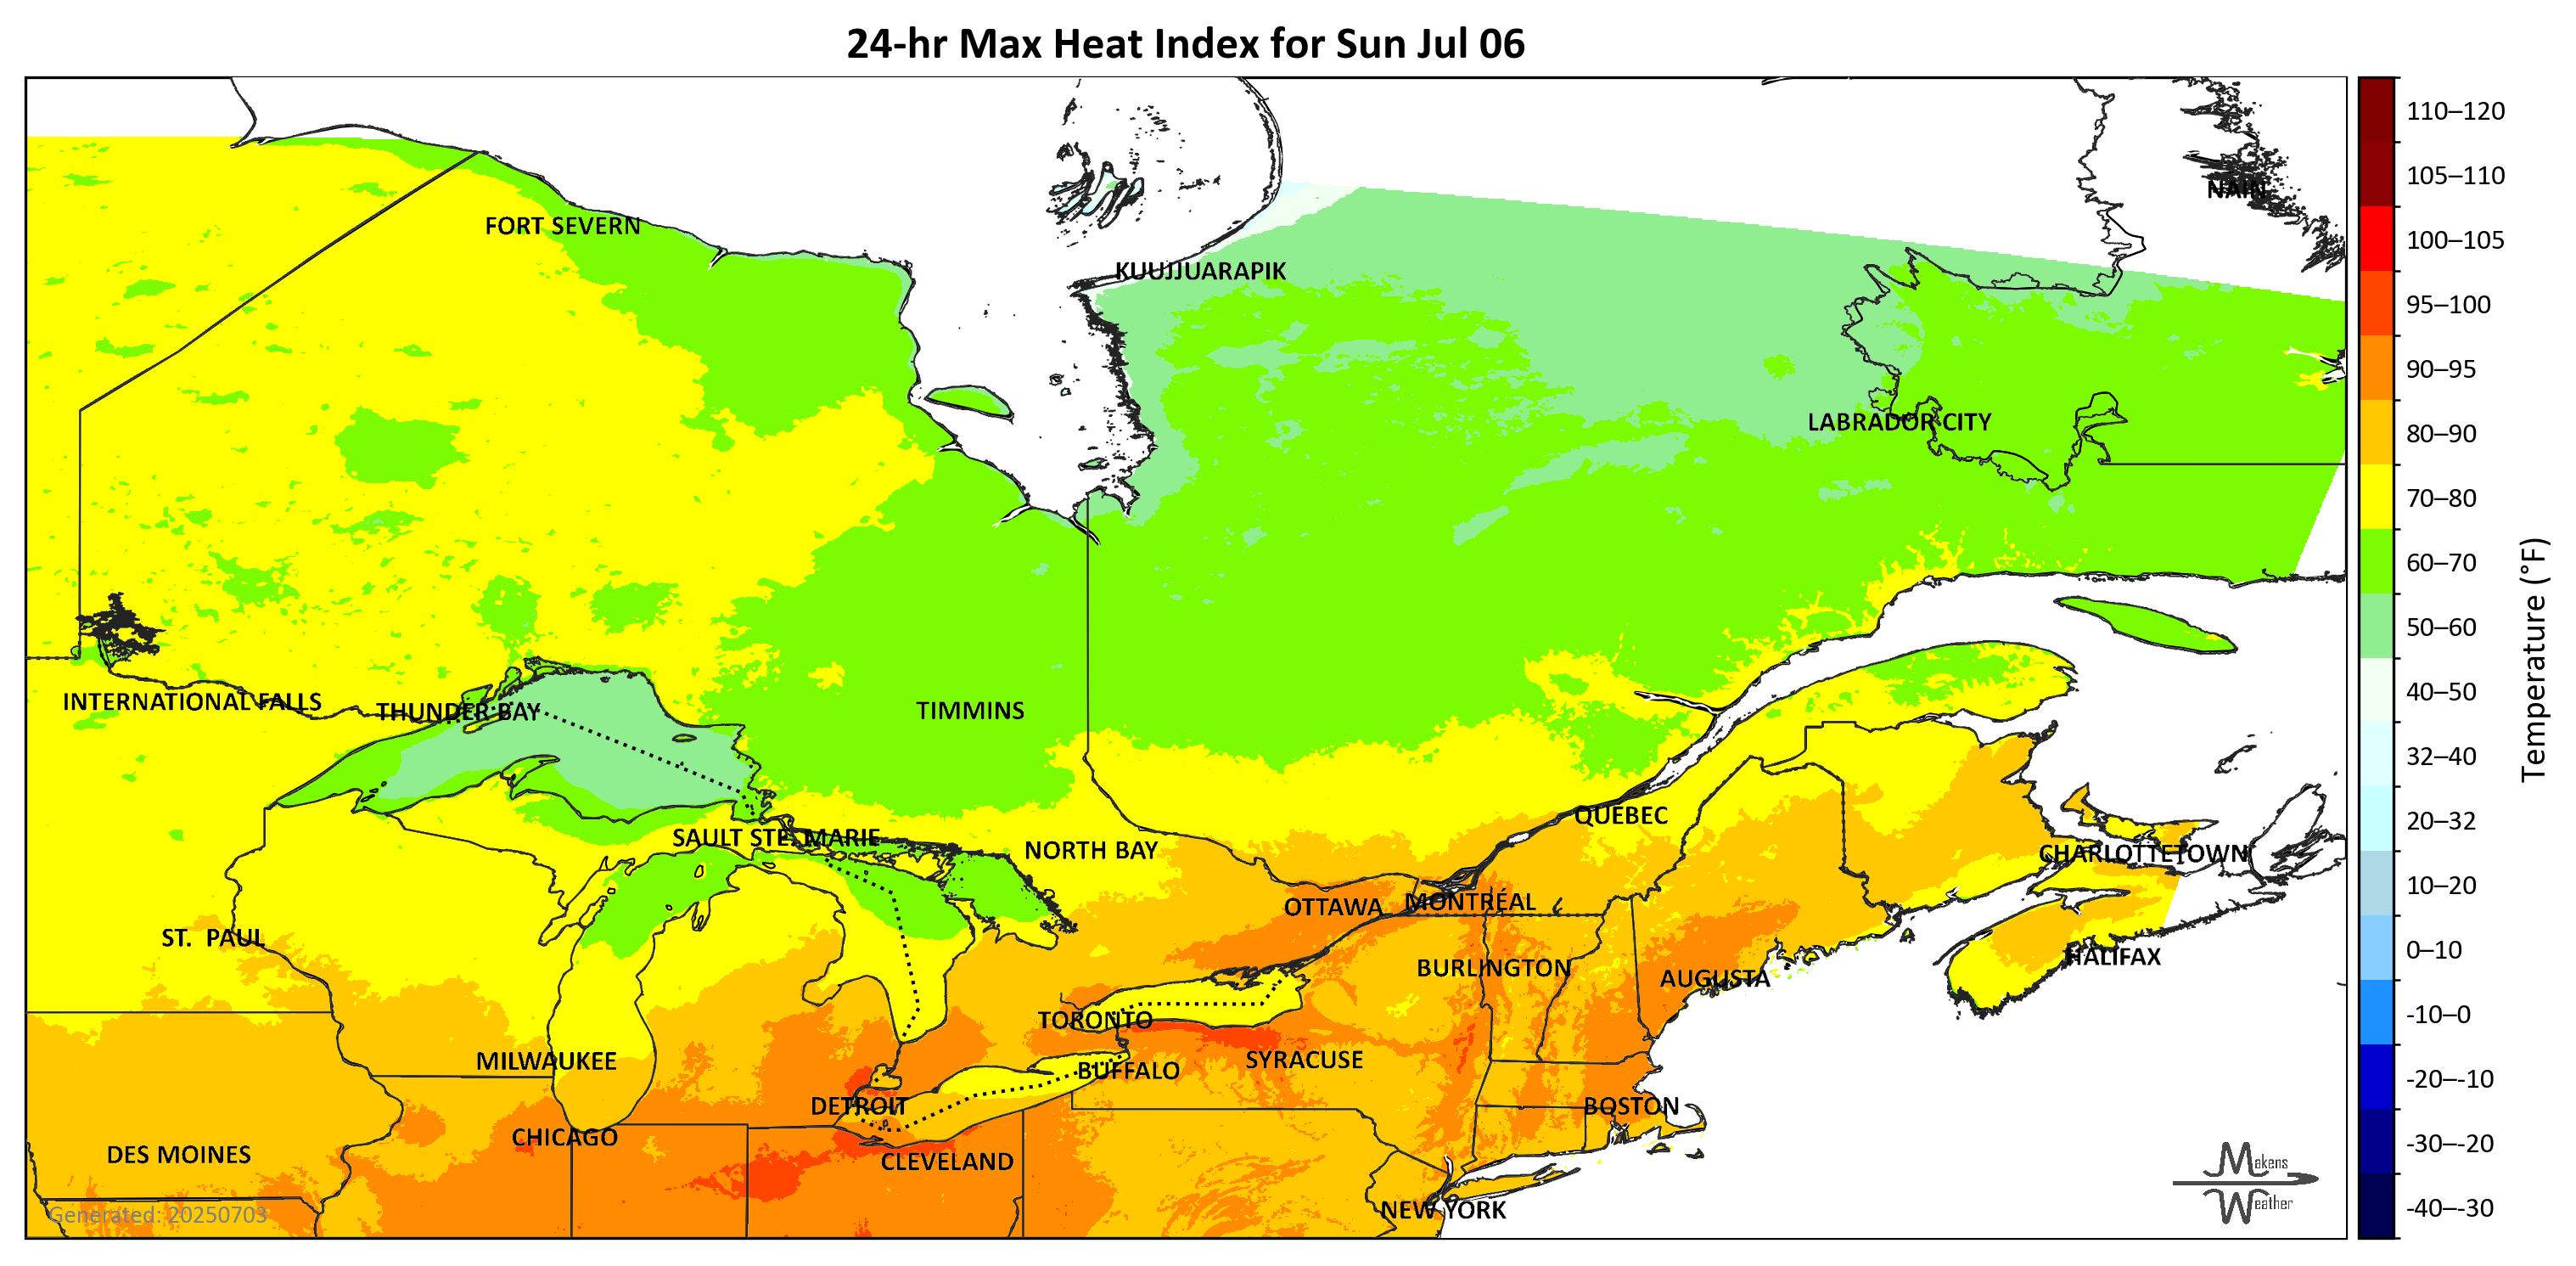 24-hr Max Heat Index for Sun Jul 06
NAIN
FORT SEVERN
KUUJJUARAPIK
LABRADOR CITY
INTERNATIONAL FALLS
THUNDER BAY
TIMMINS
QUEBEC
SAULT STE. MARIE
NORTH BAY
CHARLOTTETOWN
OTTAWA
MONTRÉAL
ST.  PAUL
HALIFAX
BURLINGTON
AUGUSTA
TORONTO
MILWAUKEE
BUFFALO
SYRACUSE
DETROIT
BOSTON
CHICAGO
DES MOINES
CLEVELAND
NEW YORK
Generated: 20250703
Makens
Weather
110–120
105–110
100–105
95–100
90–95
80–90
70–80
60–70
50–60
40–50
32–40
20–32
10–20
0–10
-10–0
-20–-10
-30–-20
-40–-30
Temperature (°F)